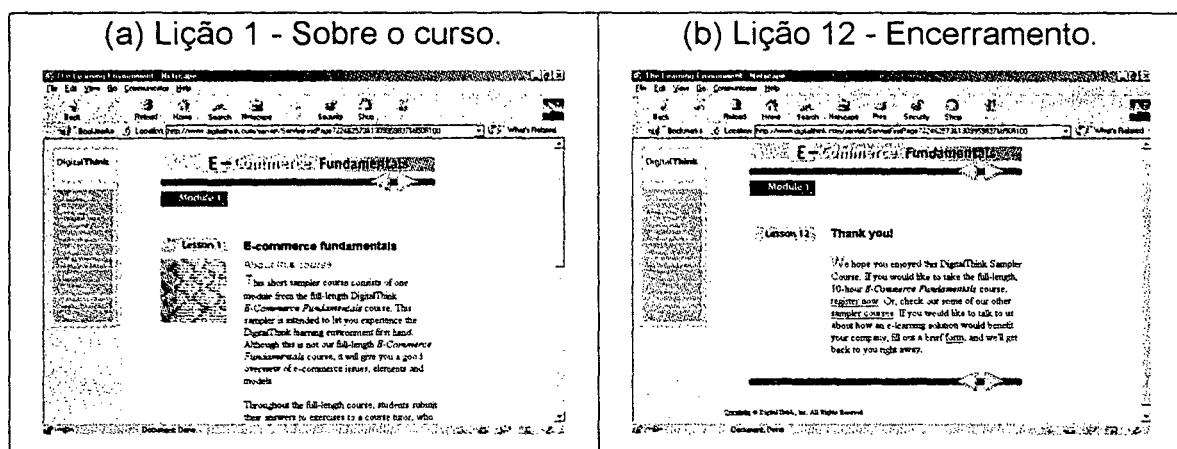 (a) Lição 1 - Sobre o curso.
The Learning Environment - Netscape
File Edit View Go Communicator Help
Back Reload Home Search Netscape Security Shop
Bookmarks Location What's Related
DigitalThink
E-Commerce Fundamentals
Module 1
Lesson 1
E-commerce fundamentals
About this course
This short sampler course consists of one
module from the full-length DigitalThink
E-Commerce Fundamentals course. This
sampler is intended to let you experience the
DigitalThink learning environment first hand.
Although this is not our full-length E-Commerce
Fundamentals course, it will give you a good
overview of e-commerce issues, elements and
models
Throughout the full-length course, students submit
their answers to exercises to a course tutor, who
Document Done
(b) Lição 12 - Encerramento.
The Learning Environment - Netscape
File Edit View Go Communicator Help
Back Reload Home Search Netscape Print Security Shop
Bookmarks Location What's Related
DigitalThink
E-Commerce Fundamentals
Module 1
Lesson 12
Thank you!
We hope you enjoyed this DigitalThink Sampler
Course. If you would like to take the full-length,
10-hour E-Commerce Fundamentals course,
register now. Or, check out some of our other
sampler courses. If you would like to talk to us
about how an e-learning solution would benefit
your company, fill out a brief form, and we'll get
back to you right away.
Copyright © DigitalThink, Inc. All Rights Reserved
Document Done